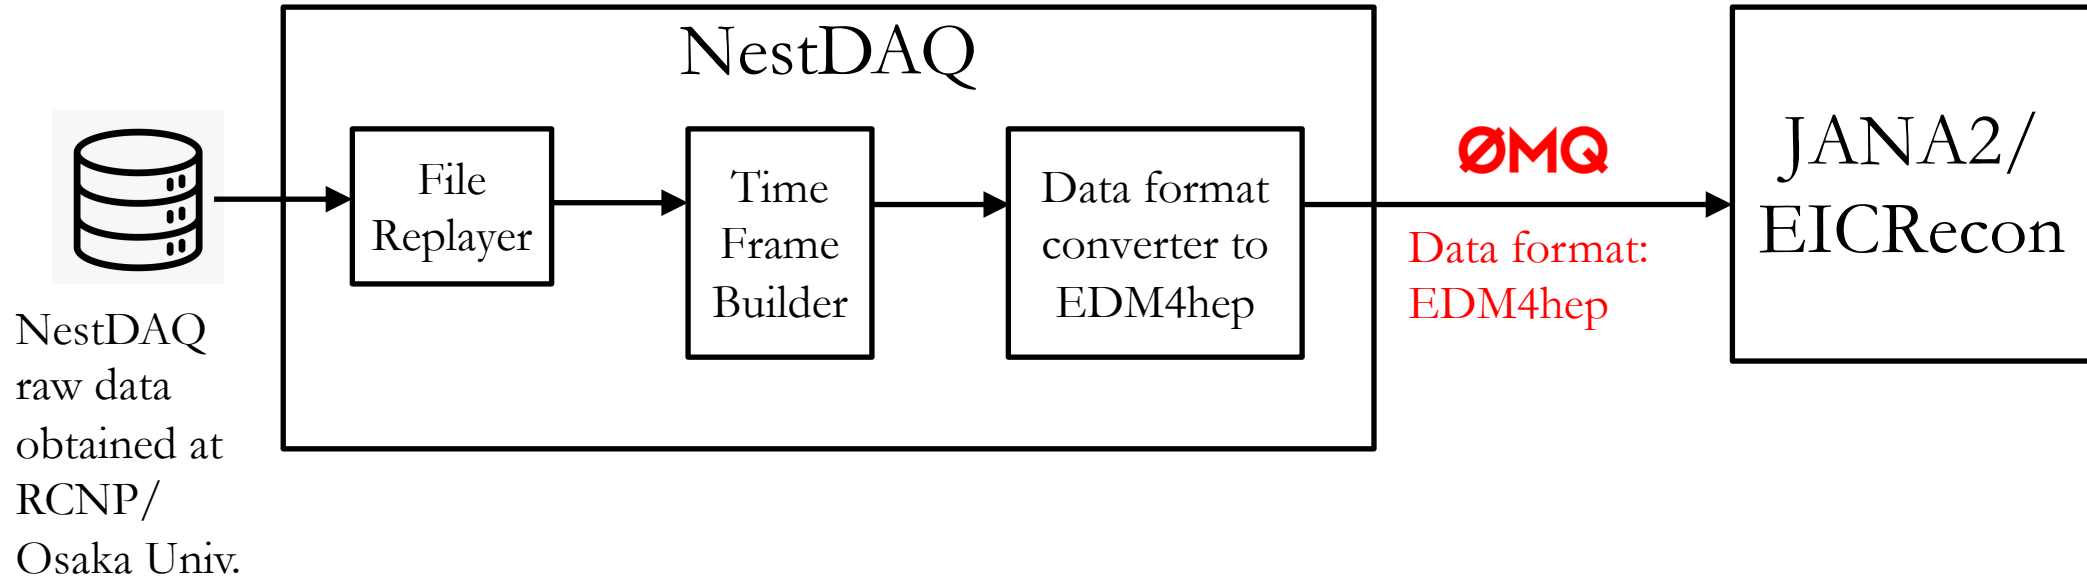 NestDAQ
NestDAQ
raw data
obtained at
RCNP/
Osaka Univ.
File
Replayer
Time
Frame
Builder
Data format
converter to
EDM4hep
ØMQ
Data format:
EDM4hep
JANA2/
EICRecon